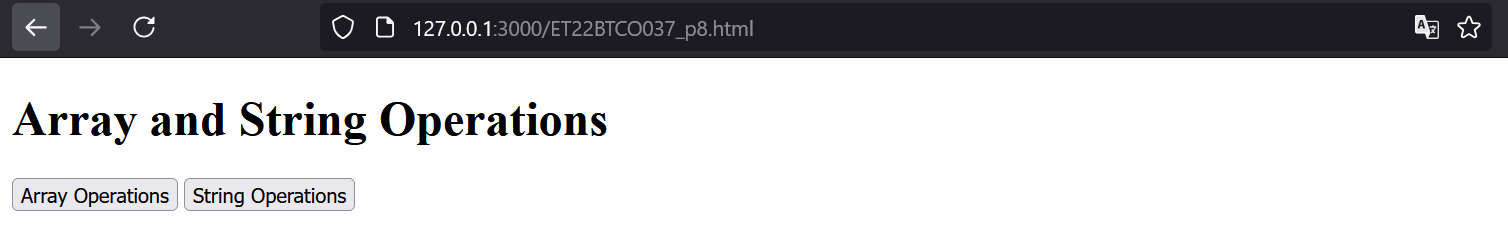 127.0.0.1:3000/ET22BTCO037_p8.html
Array and String Operations
Array Operations String Operations